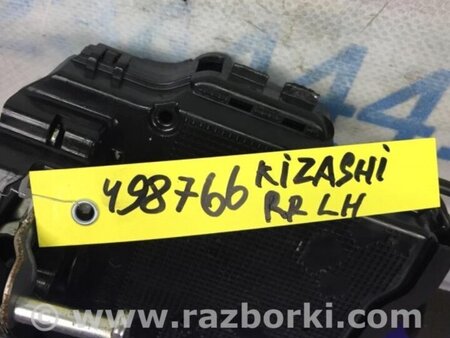 498766 KiZASHi
RR LH
© www.razborki.com